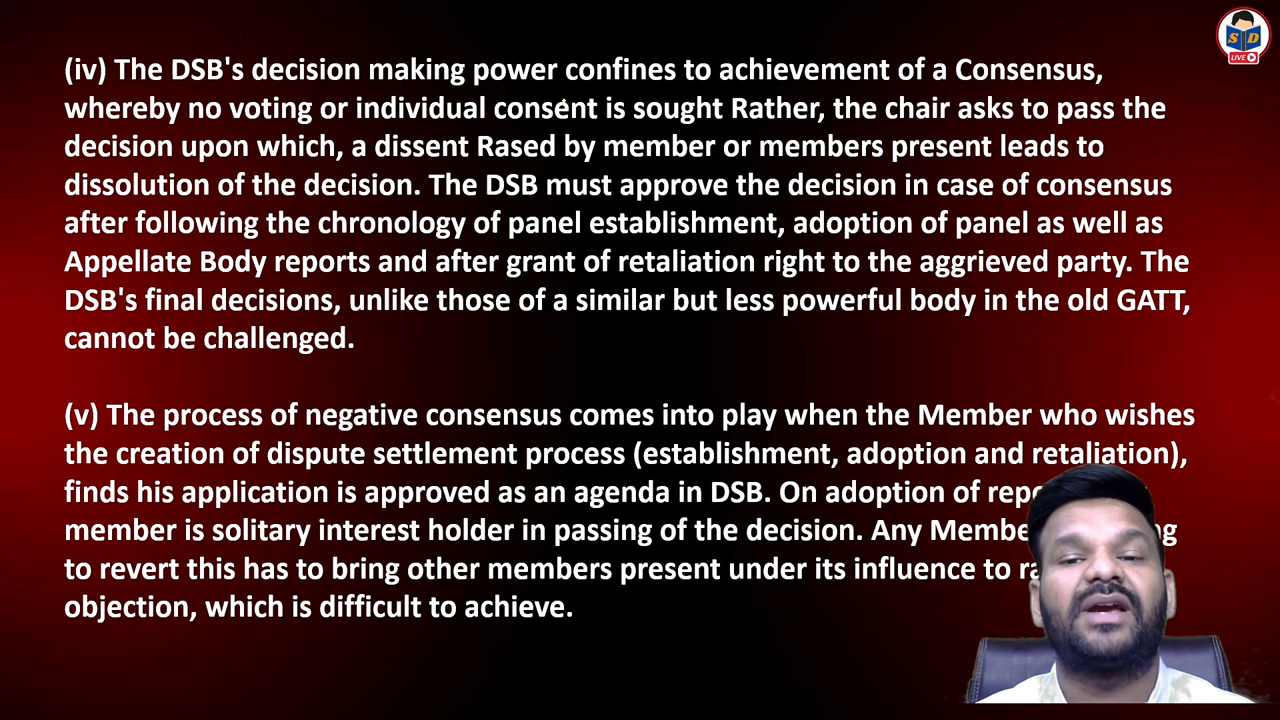 (iv) The DSB's decision making power confines to achievement of a Consensus,
whereby no voting or individual consent is sought Rather, the chair asks to pass the
decision upon which, a dissent Rased by member or members present leads to
dissolution of the decision. The DSB must approve the decision in case of consensus
after following the chronology of panel establishment, adoption of panel as well as
Appellate Body reports and after grant of retaliation right to the aggrieved party. The
DSB's final decisions, unlike those of a similar but less powerful body in the old GATT,
cannot be challenged.
(v) The process of negative consensus comes into play when the Member who wishes
the creation of dispute settlement process (establishment, adoption and retaliation),
finds his application is approved as an agenda in DSB. On adoption of
member is solitary interest holder in passing of the decision. Any
to revert this has to bring other members present under its influence to
objection, which is difficult to achieve.
S D
LIVE